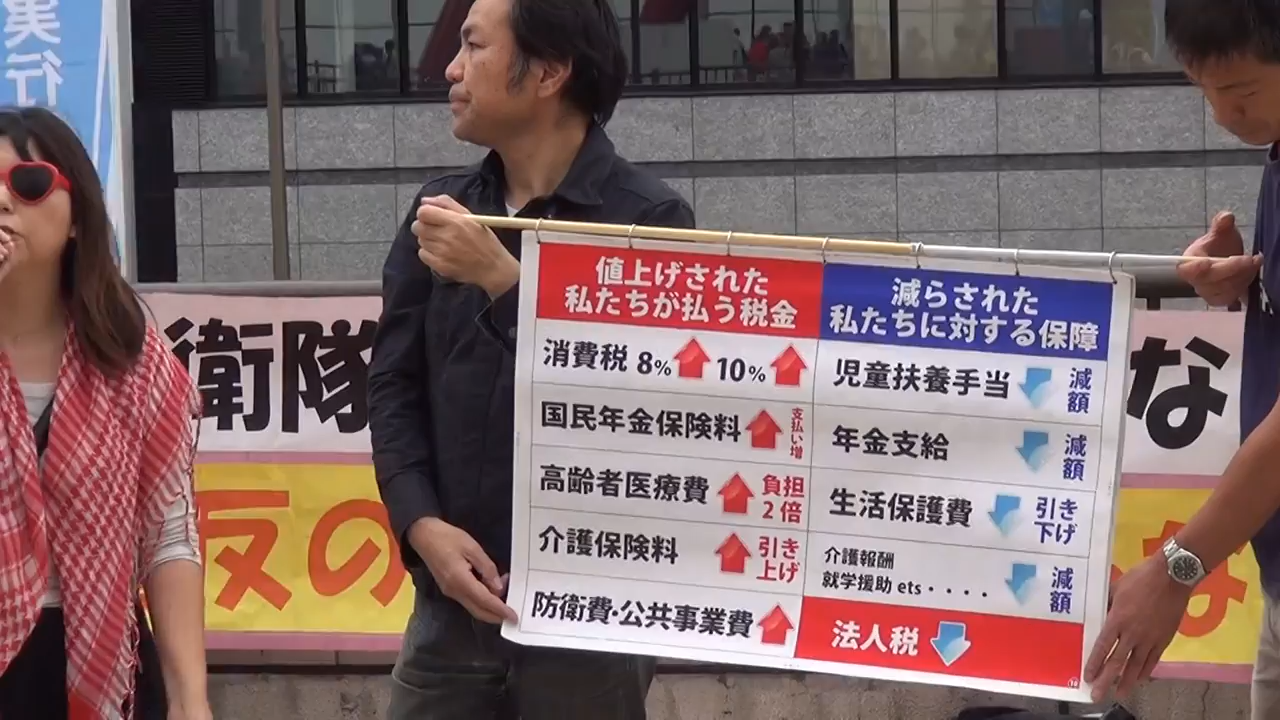 実行
衛隊
な
反の
な
値上げされた
私たちが払う税金
消費税 8% 10%
国民年金保険料 支払い増
高齢者医療費 負担
2倍
介護保険料 引き
上げ
防衛費・公共事業費
減らされた
私たちに対する保障
児童扶養手当 減
額
年金支給 減
額
生活保護費 引き
下げ
介護報酬
就学援助 ets・・・・ 減
額
法人税